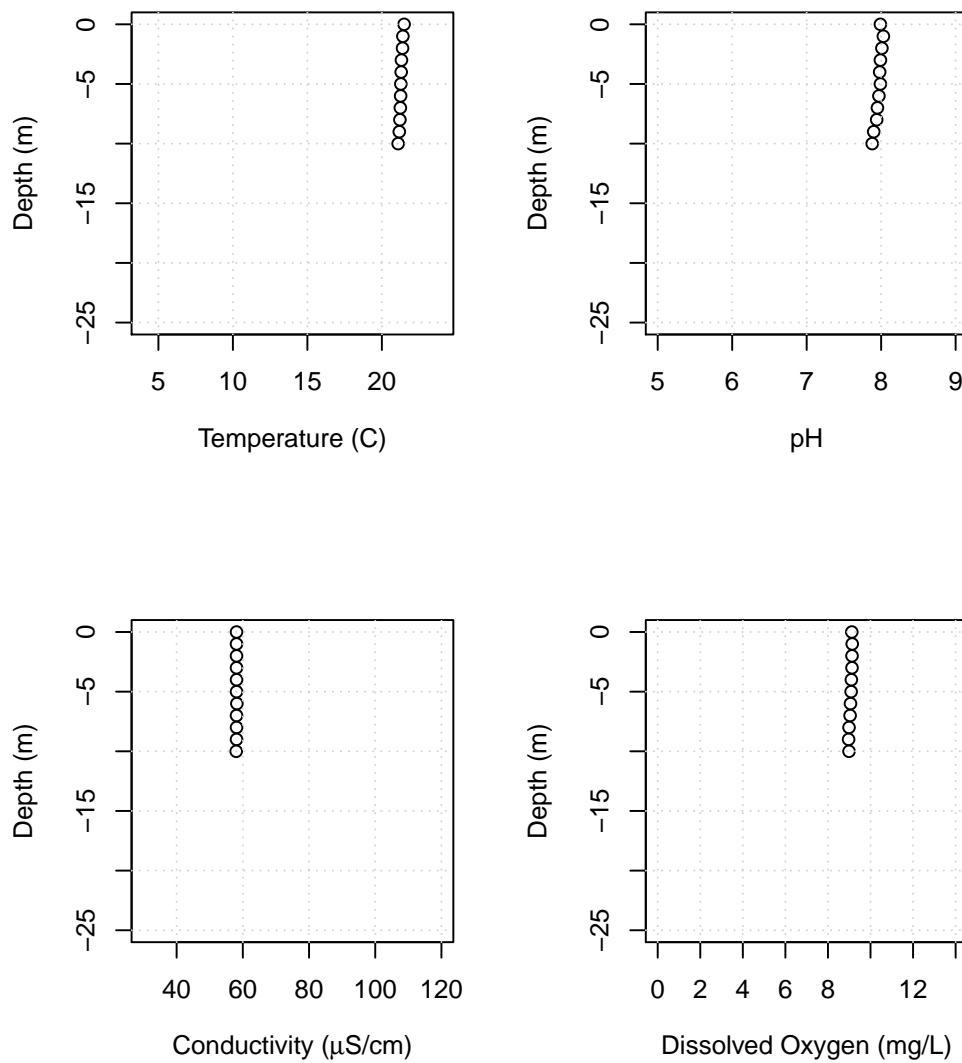 0
−5
−15
−25
Depth (m)
5 10 15 20
Temperature (C)
0
−5
−15
−25
Depth (m)
5 6 7 8 9
pH
0
−5
−15
−25
Depth (m)
40 60 80 100 120
Conductivity (μS/cm)
0
−5
−15
−25
Depth (m)
0 2 4 6 8 12
Dissolved Oxygen (mg/L)